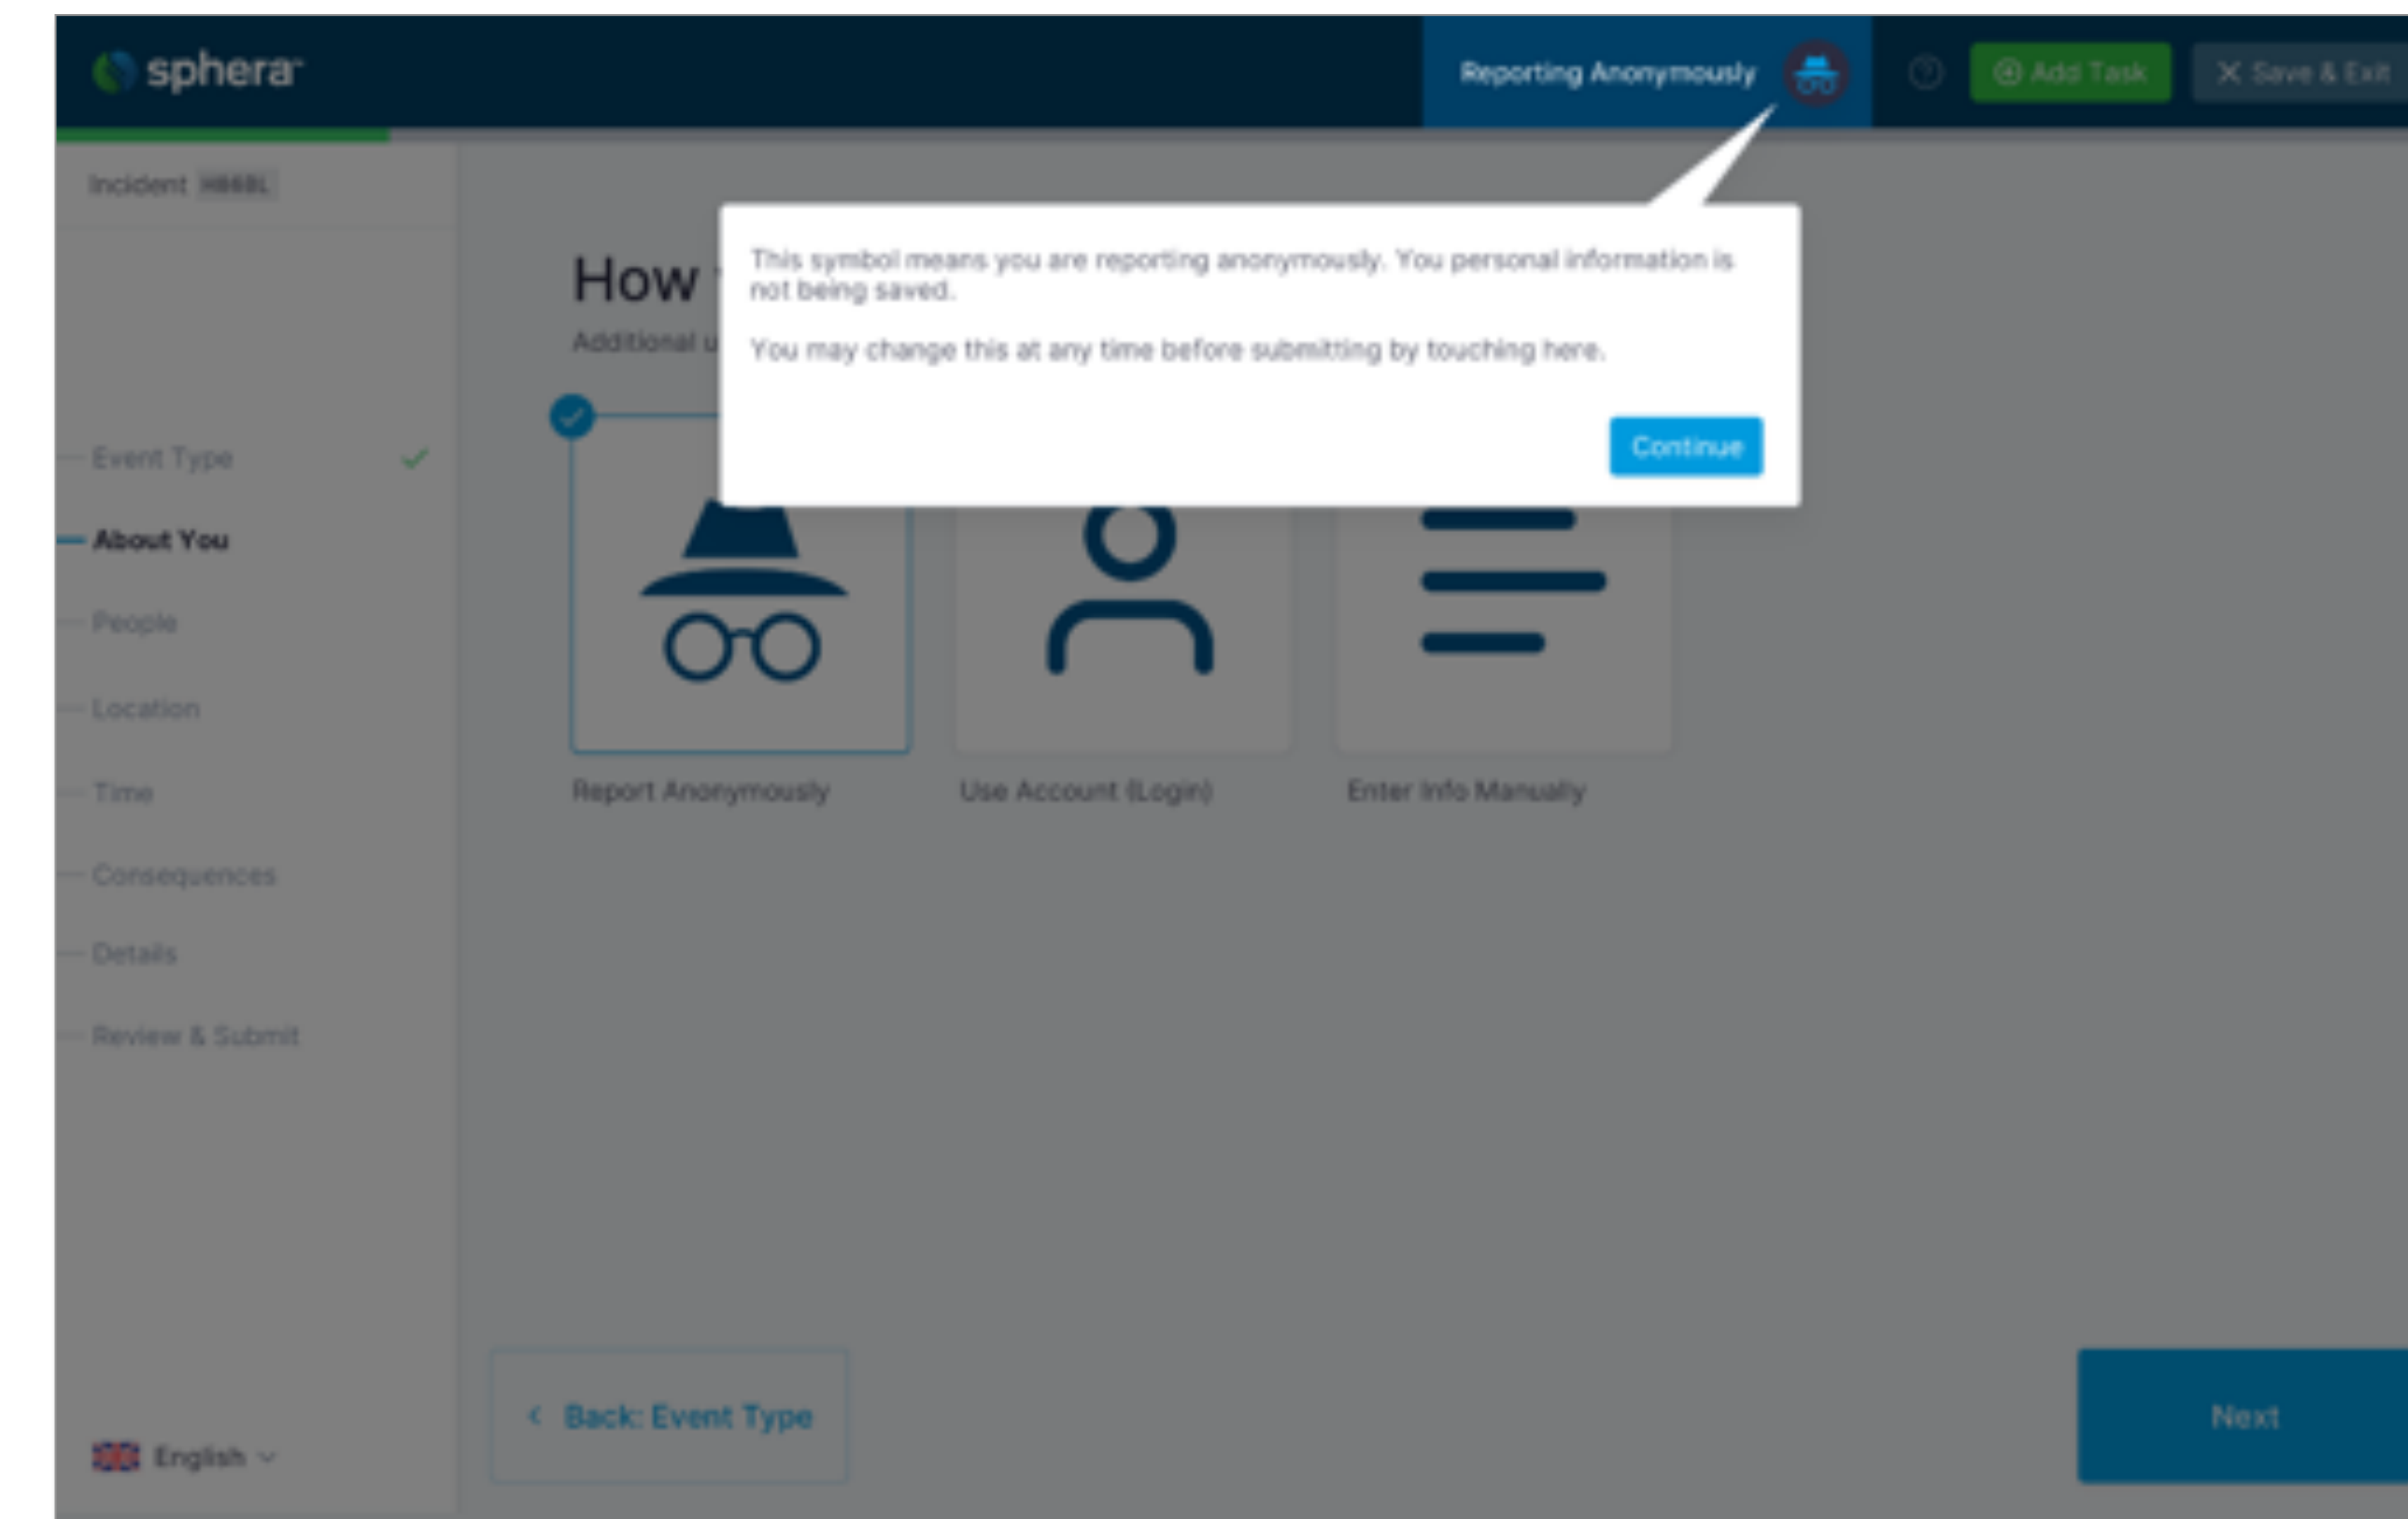 sphera
Reporting Anonymously
Add Task
Save & Exit
Incident
How
Additional u
This symbol means you are reporting anonymously. You personal information is
not being saved.
You may change this at any time before submitting by touching here.
Continue
Event Type
About You
People
Location
Time
Consequences
Details
Review & Submit
Report Anonymously
Use Account (Login)
Enter Info Manually
Back: Event Type
Next
English